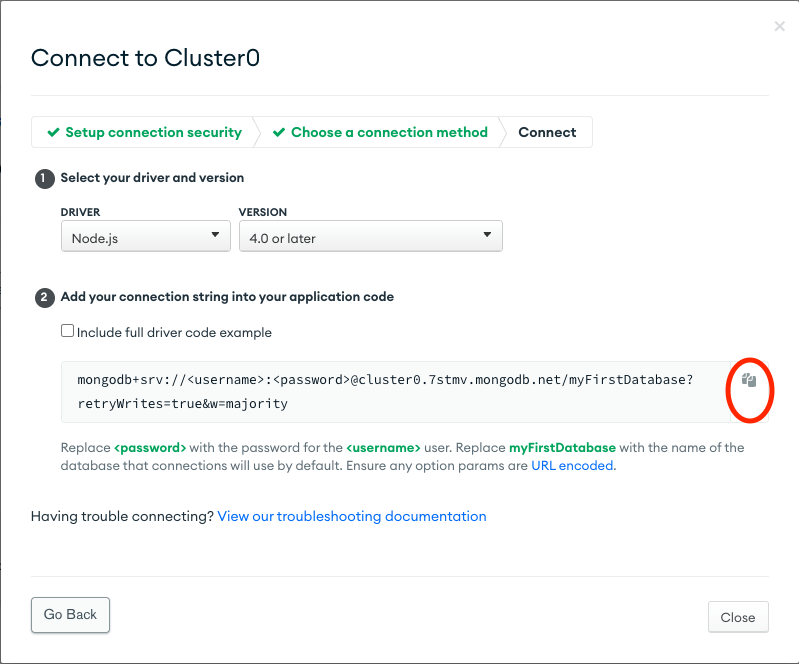 Connect to Cluster0
Setup connection security
Choose a connection method
Connect
1 Select your driver and version
DRIVER
VERSION
Node.js
4.0 or later
2 Add your connection string into your application code
Include full driver code example
mongodb+srv://<username>:<password>@cluster0.7stmv.mongodb.net/myFirstDatabase?
retryWrites=true&w=majority
Replace <password> with the password for the <username> user. Replace myFirstDatabase with the name of the
database that connections will use by default. Ensure any option params are URL encoded.
Having trouble connecting? View our troubleshooting documentation
Go Back
Close